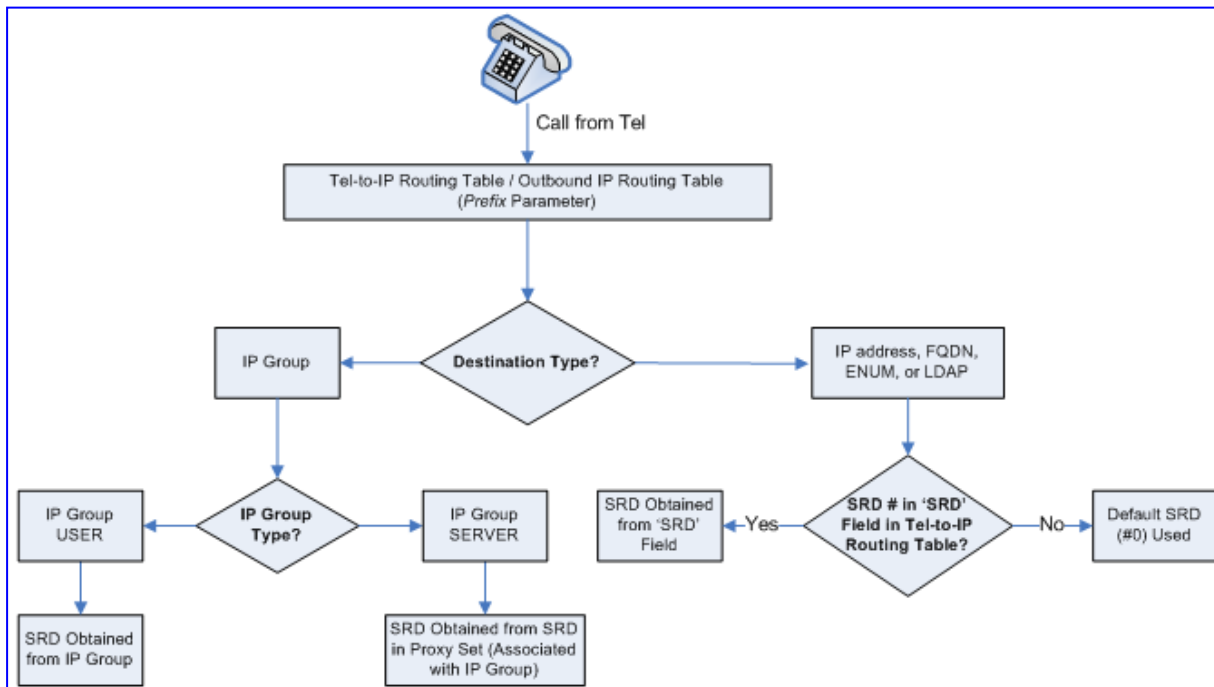 Call from Tel
Tel-to-IP Routing Table / Outbound IP Routing Table
(Prefix Parameter)
IP Group
Destination Type?
IP address, FQDN,
ENUM, or LDAP
IP Group
USER
IP Group
Type?
IP Group
SERVER
SRD Obtained
from ‘SRD’
Field
Yes
SRD # in ‘SRD’
Field in Tel-to-IP
Routing Table?
No
Default SRD
(#0) Used
SRD Obtained
from IP Group
SRD Obtained from SRD
in Proxy Set (Associated
with IP Group)